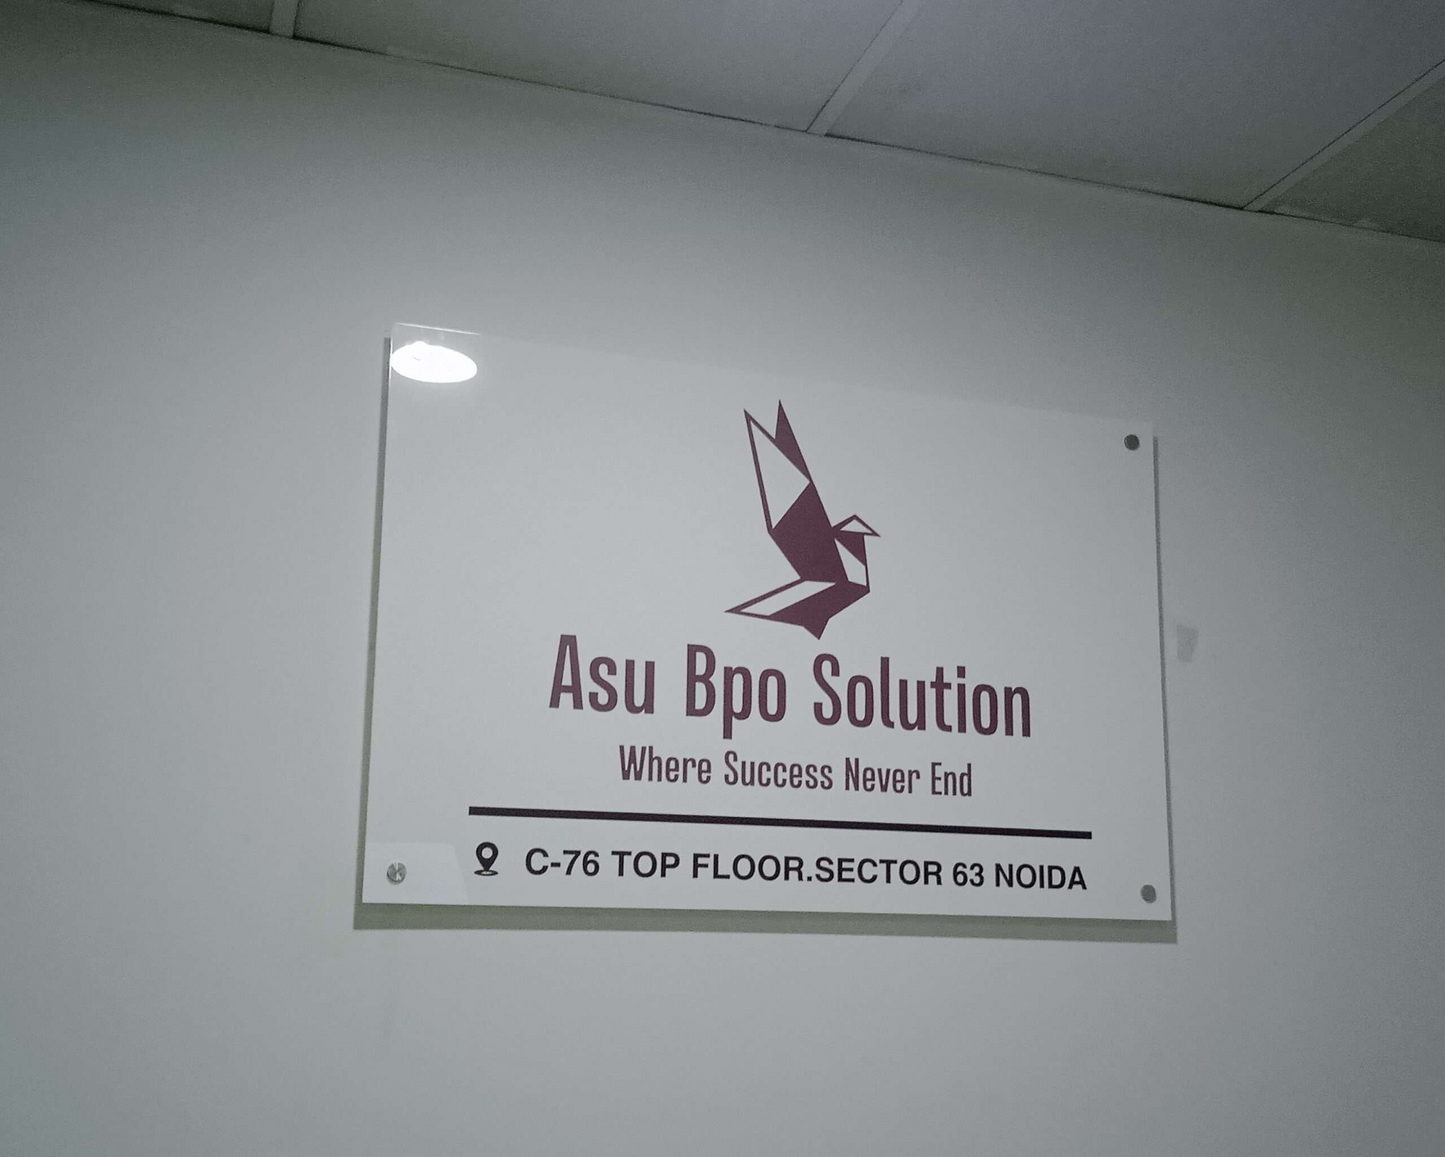 Asu Bpo Solution
Where Success Never End
C-76 TOP FLOOR.SECTOR 63 NOIDA